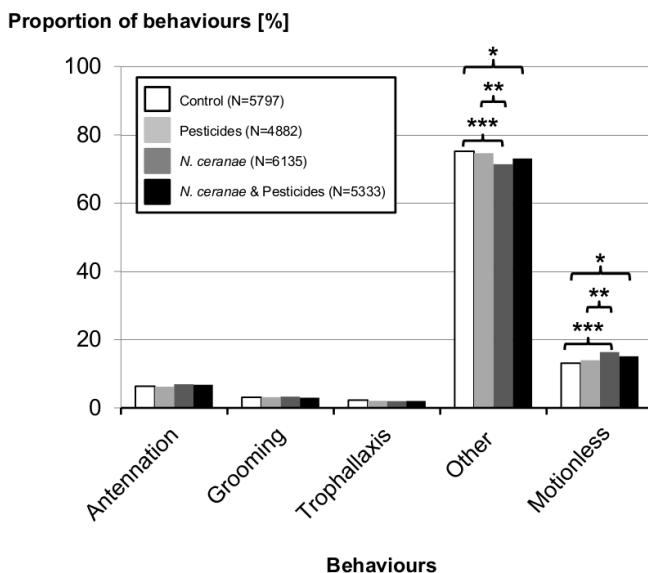 Proportion of behaviours [%]
100
80
60
40
20
0
Control (N=5797)
Pesticides (N=4882)
N. ceranae (N=6135)
N. ceranae & Pesticides (N=5333)
*
**
***
*
**
***
Antennation
Grooming
Trophallaxis
Other
Motionless
Behaviours